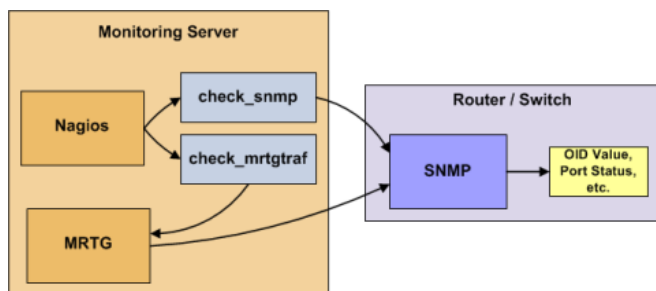 Monitoring Server
Nagios
check_snmp
check_mrtgtraf
MRTG
Router / Switch
SNMP
OID Value,
Port Status,
etc.